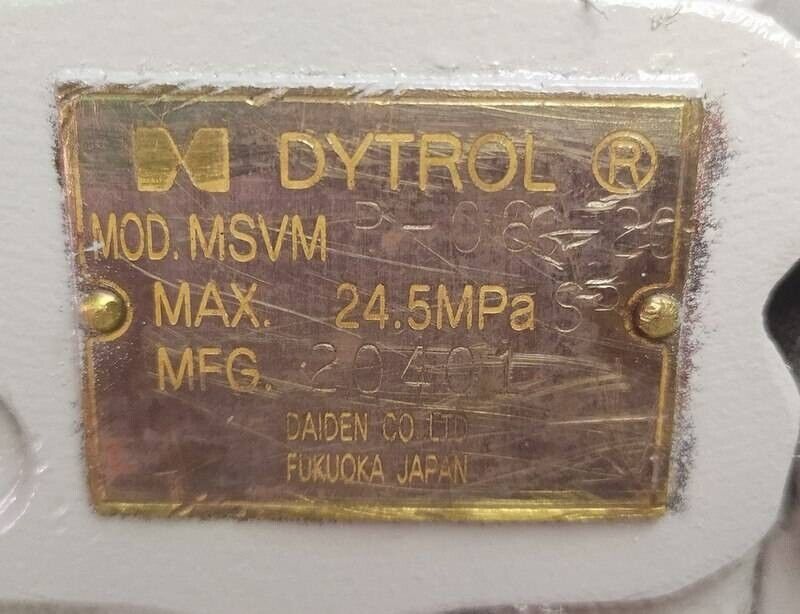 DYTROL ®
MOD. MSVM
MAX. 24.5MPa
MFG. 20401
DAIDEN CO LTD
FUKUOKA JAPAN